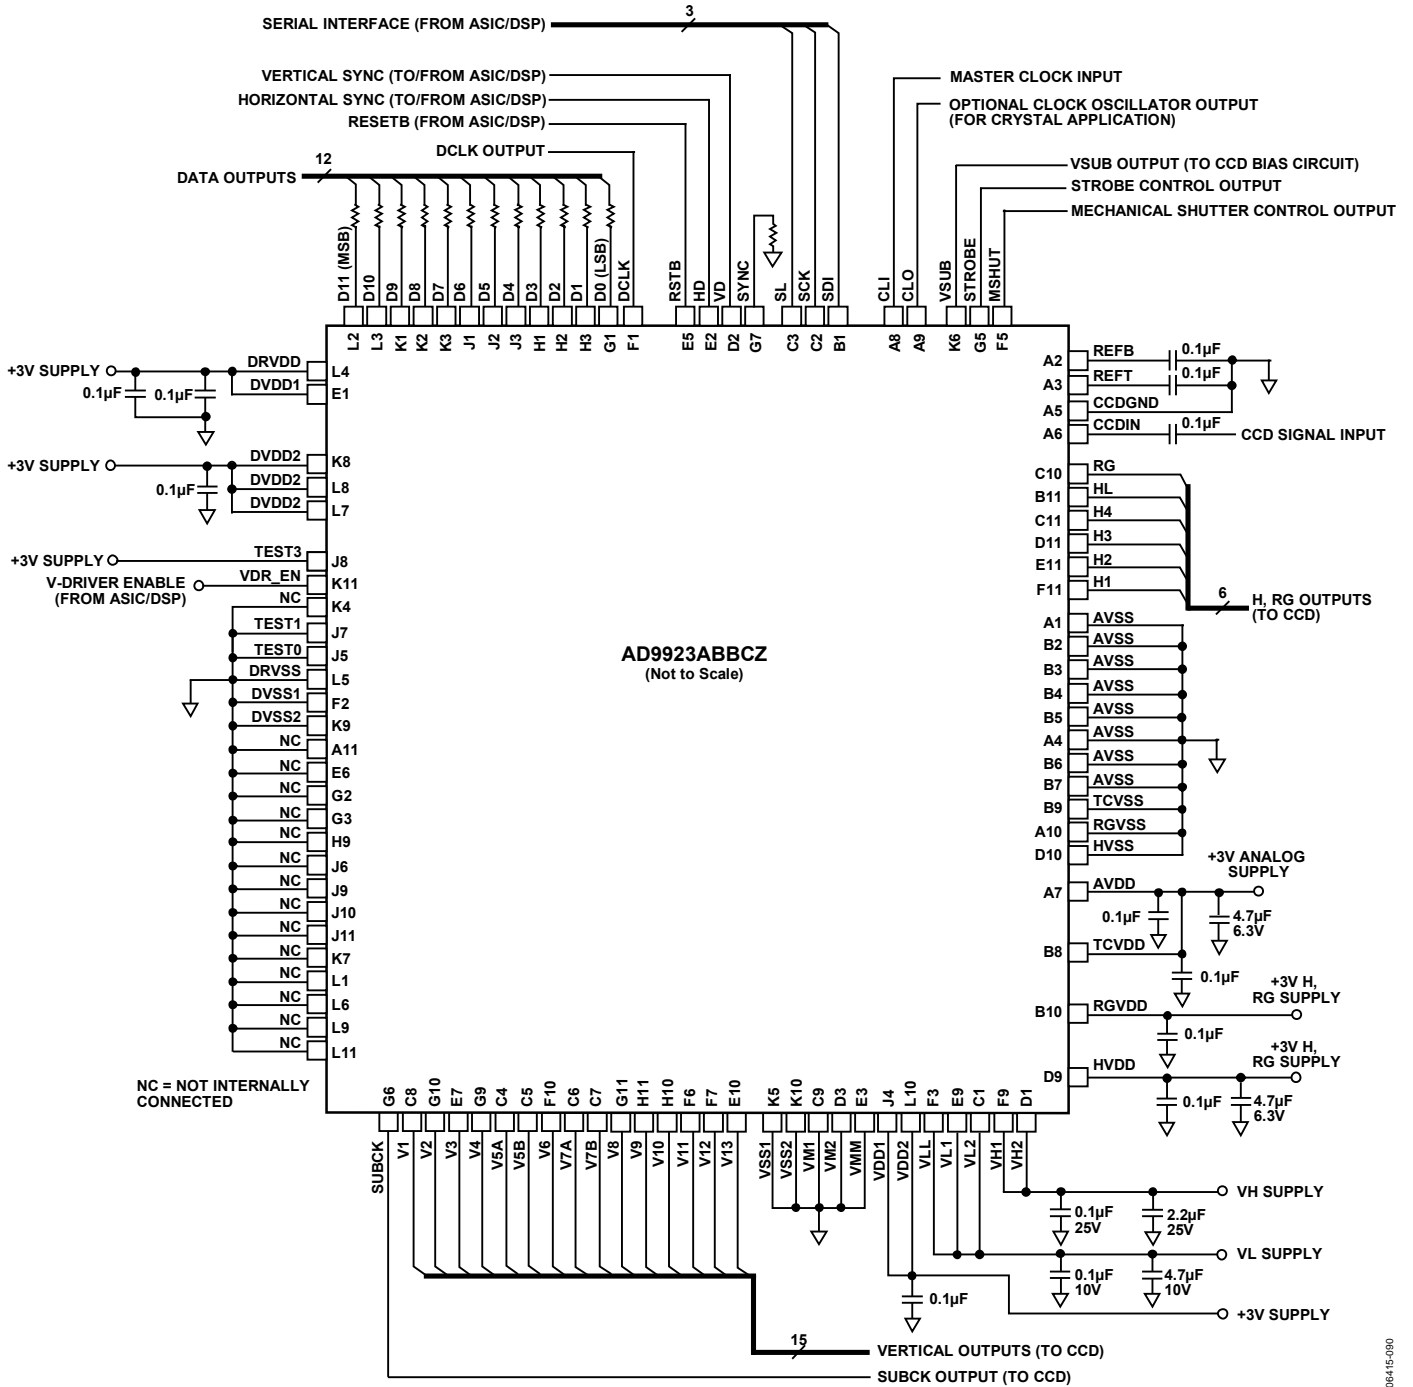 SERIAL INTERFACE (FROM ASIC/DSP)
3
VERTICAL SYNC (TO/FROM ASIC/DSP)
HORIZONTAL SYNC (TO/FROM ASIC/DSP)
RESETB (FROM ASIC/DSP)
DCLK OUTPUT
12
DATA OUTPUTS
MASTER CLOCK INPUT
OPTIONAL CLOCK OSCILLATOR OUTPUT
(FOR CRYSTAL APPLICATION)
VSUB OUTPUT (TO CCD BIAS CIRCUIT)
STROBE CONTROL OUTPUT
MECHANICAL SHUTTER CONTROL OUTPUT
D11 (MSB)
D10
D9
D8
D7
D6
D5
D4
D3
D2
D1
D0 (LSB)
DCLK
RSTB
HD
VD
SYNC
SL
SCK
SDI
CLI
CLO
VSUB
STROBE
MSHUT
L2
L3
K1
K2
K3
J1
J2
J3
H1
H2
H3
G1
F1
E5
E2
D2
G7
C3
C2
B1
A8
A9
K6
G5
F5
+3V SUPPLY
DRVDD
L4
DVDD1
E1
0.1µF
0.1µF
+3V SUPPLY
DVDD2
K8
DVDD2
L8
DVDD2
L7
0.1µF
+3V SUPPLY
TEST3
J8
V-DRIVER ENABLE
(FROM ASIC/DSP)
VDR_EN
K11
NC
K4
TEST1
J7
TEST0
J5
DRVSS
L5
DVSS1
F2
DVSS2
K9
NC
A11
NC
E6
NC
G2
NC
G3
NC
H9
NC
J6
NC
J9
NC
J10
NC
J11
NC
K7
NC
L1
NC
L6
NC
L9
NC
L11
NC = NOT INTERNALLY
CONNECTED
AD9923ABBCZ
(Not to Scale)
A2
REFB
0.1µF
A3
REFT
0.1µF
A5
CCDGND
A6
CCDIN
0.1µF
CCD SIGNAL INPUT
C10
RG
B11
HL
C11
H4
D11
H3
E11
H2
F11
H1
6
H, RG OUTPUTS
(TO CCD)
A1
AVSS
B2
AVSS
B3
AVSS
B4
AVSS
B5
AVSS
A4
AVSS
B6
AVSS
B7
AVSS
B9
TCVSS
A10
RGVSS
D10
HVSS
+3V ANALOG
SUPPLY
A7
AVDD
0.1µF
4.7µF
6.3V
B8
TCVDD
0.1µF
+3V H,
RG SUPPLY
B10
RGVDD
0.1µF
+3V H,
RG SUPPLY
D9
HVDD
0.1µF
4.7µF
6.3V
G6
C8
G10
E7
G9
C4
C5
F10
C6
C7
G11
H11
H10
F6
F7
E10
K5
K10
C9
D3
E3
J4
L10
F3
E9
C1
F9
D1
SUBCK
V1
V2
V3
V4
V5A
V5B
V6
V7A
V7B
V8
V9
V10
V11
V12
V13
VSS1
VSS2
VM1
VM2
VMM
VDD1
VDD2
VLL
VL1
VL2
VH1
VH2
VH SUPPLY
0.1µF
25V
2.2µF
25V
VL SUPPLY
0.1µF
10V
4.7µF
10V
0.1µF
+3V SUPPLY
15
VERTICAL OUTPUTS (TO CCD)
SUBCK OUTPUT (TO CCD)
06415-090